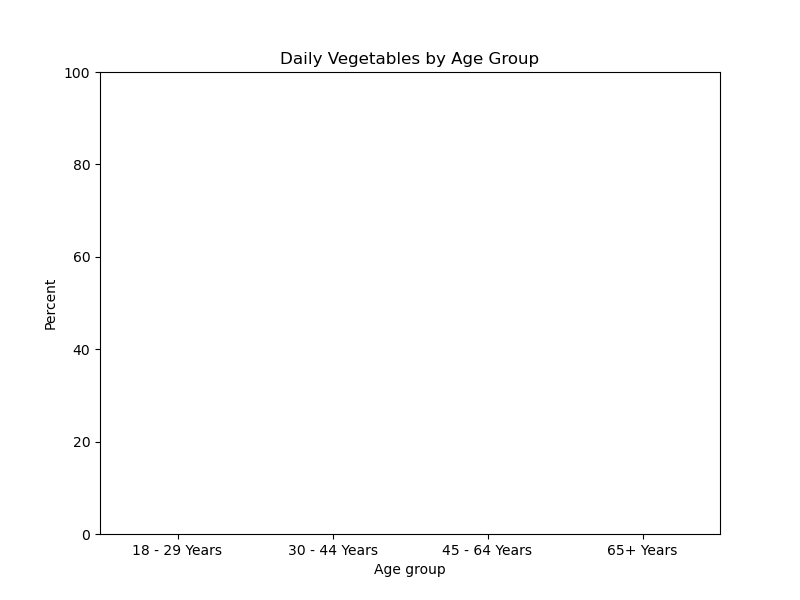 Daily Vegetables by Age Group
100
80
60
40
20
0
Percent
18 - 29 Years
30 - 44 Years
45 - 64 Years
65+ Years
Age group